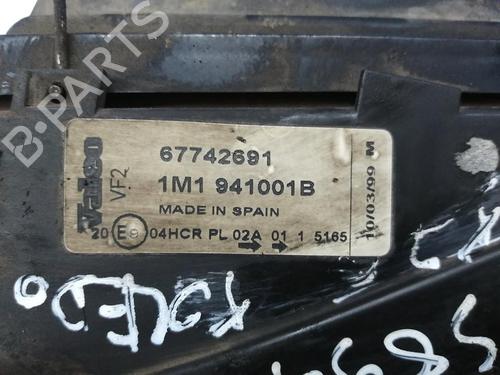 B-PARTS
Valeo
VF2
67742691
1M1 941001B
MADE IN SPAIN
20 E9 04HCR PL 02A 01 1 5165
10/03/99 M